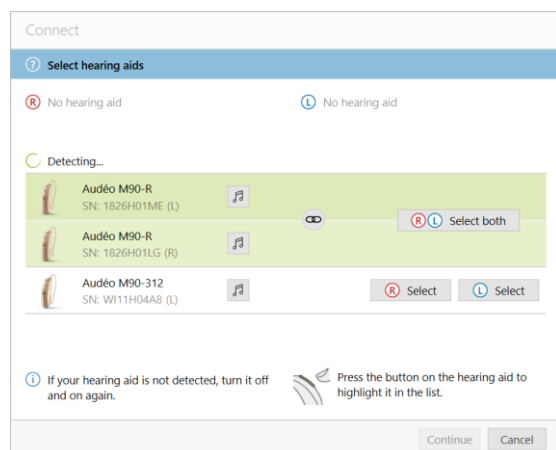 Connect
? Select hearing aids
R No hearing aid
L No hearing aid
Detecting...
Audéo M90-R
SN: 1826H01ME (L)
R L Select both
Audéo M90-R
SN: 1826H01LG (R)
Audéo M90-312
SN: WI11H04A8 (L)
R Select
L Select
i If your hearing aid is not detected, turn it off
and on again.
Press the button on the hearing aid to
highlight it in the list.
Continue
Cancel